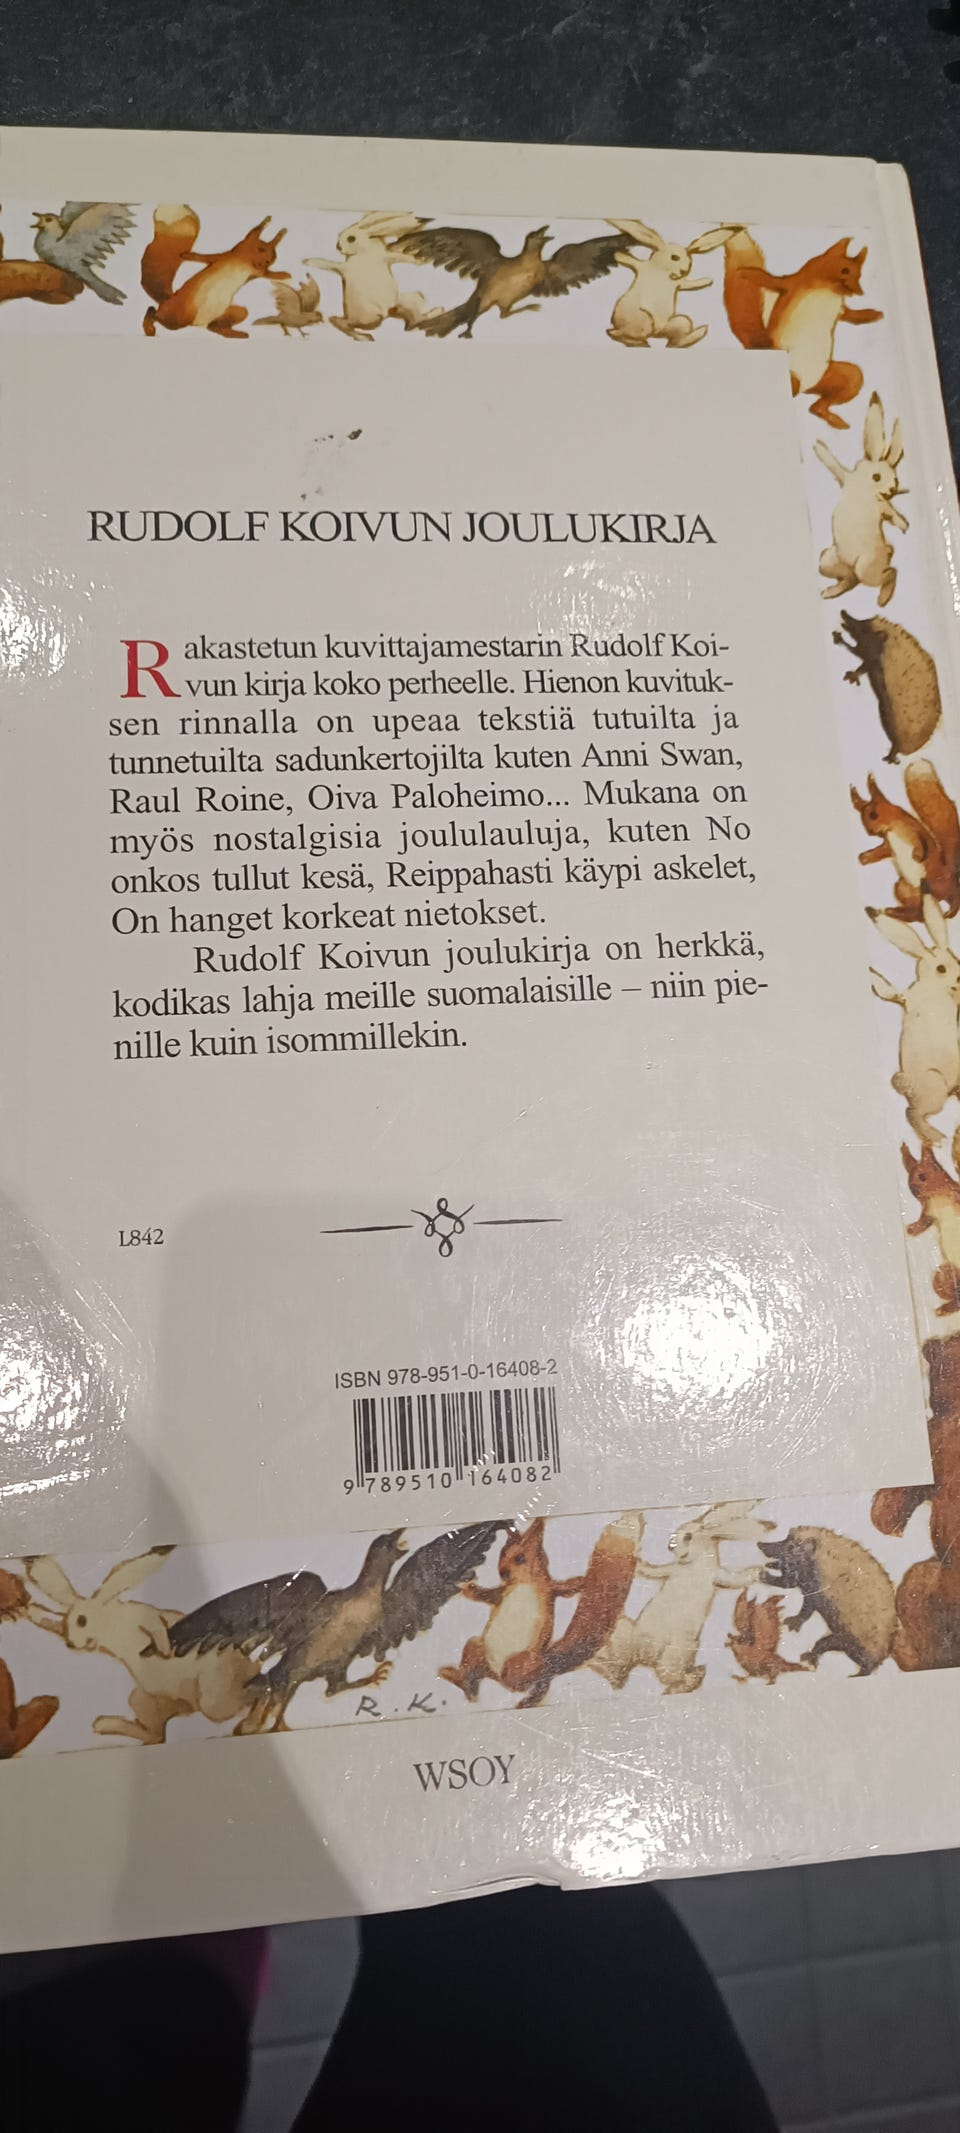 RUDOLF KOIVUN JOULUKIRJA
Rakastetun kuvittajamestarin Rudolf Koi-
vun kirja koko perheelle. Hienon kuvituk-
sen rinnalla on upeaa tekstiä tutuilta ja
tunnetuilta sadunkertojilta kuten Anni Swan,
Raul Roine, Oiva Paloheimo... Mukana on
myös nostalgisia joululauluja, kuten No
onkos tullut kesä, Reippahasti käypi askelet,
On hanget korkeat nietokset.
Rudolf Koivun joulukirja on herkkä,
kodikas lahja meille suomalaisille – niin pie-
nille kuin isommillekin.
L842
ISBN 978-951-0-16408-2
9 789510 164082
R.K.
WSOY